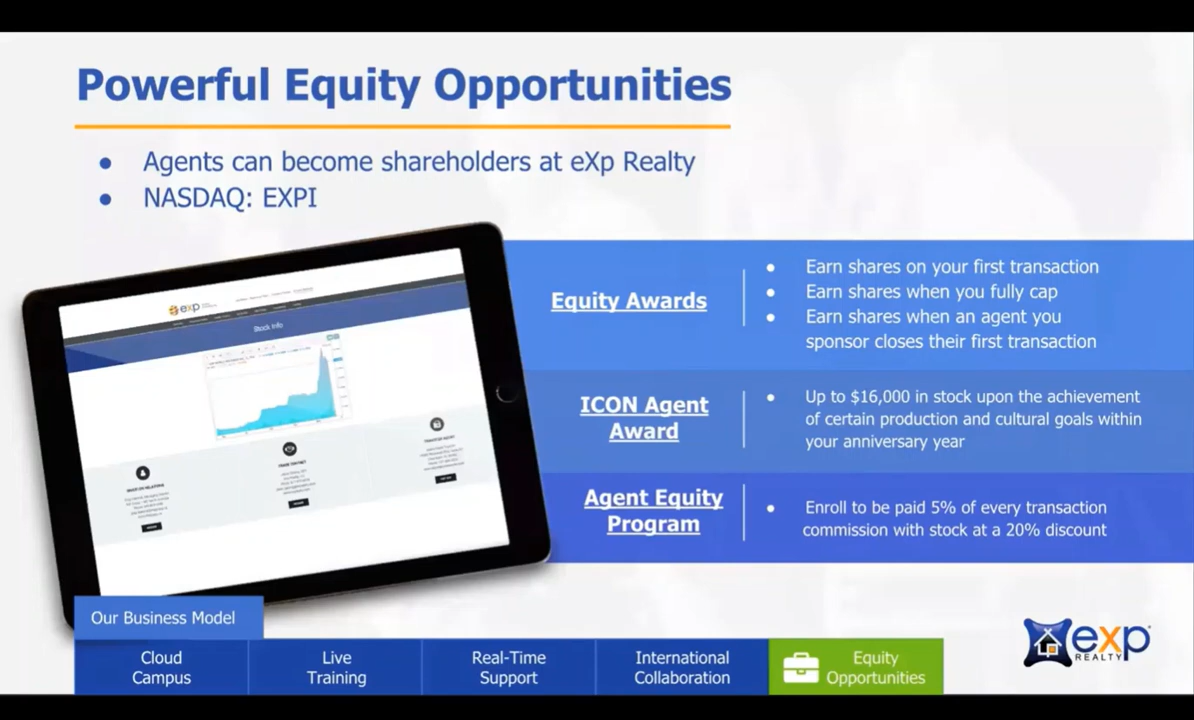 Powerful Equity Opportunities
● Agents can become shareholders at eXp Realty
● NASDAQ: EXPI
exp
Stock Info
Equity Awards
● Earn shares on your first transaction
● Earn shares when you fully cap
● Earn shares when an agent you
sponsor closes their first transaction
ICON Agent
Award
● Up to $16,000 in stock upon the achievement
of certain production and cultural goals within
your anniversary year
Agent Equity
Program
● Enroll to be paid 5% of every transaction
commission with stock at a 20% discount
Our Business Model
Cloud
Campus
Live
Training
Real-Time
Support
International
Collaboration
Equity
Opportunities
exp
REALTY